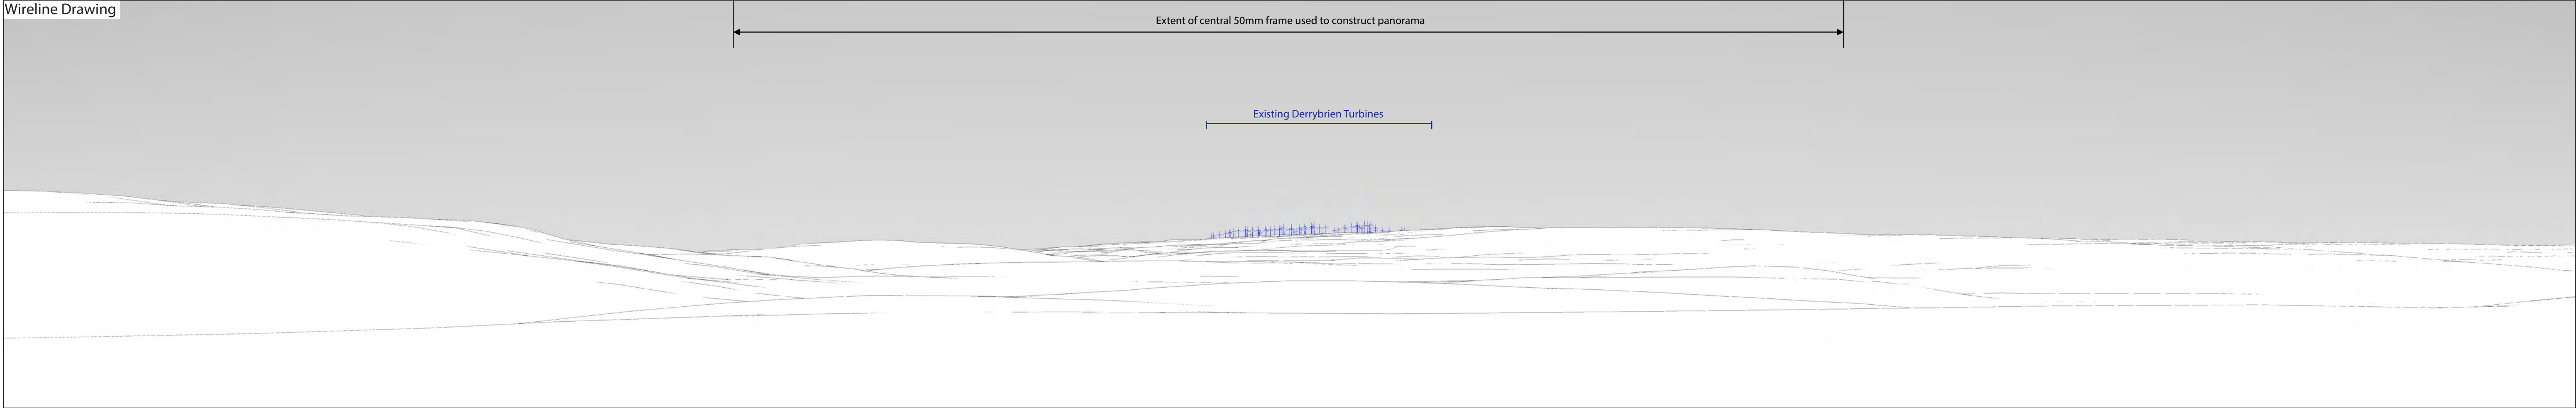 Wireline Drawing
Extent of central 50mm frame used to construct panorama
Existing Derrybrien Turbines